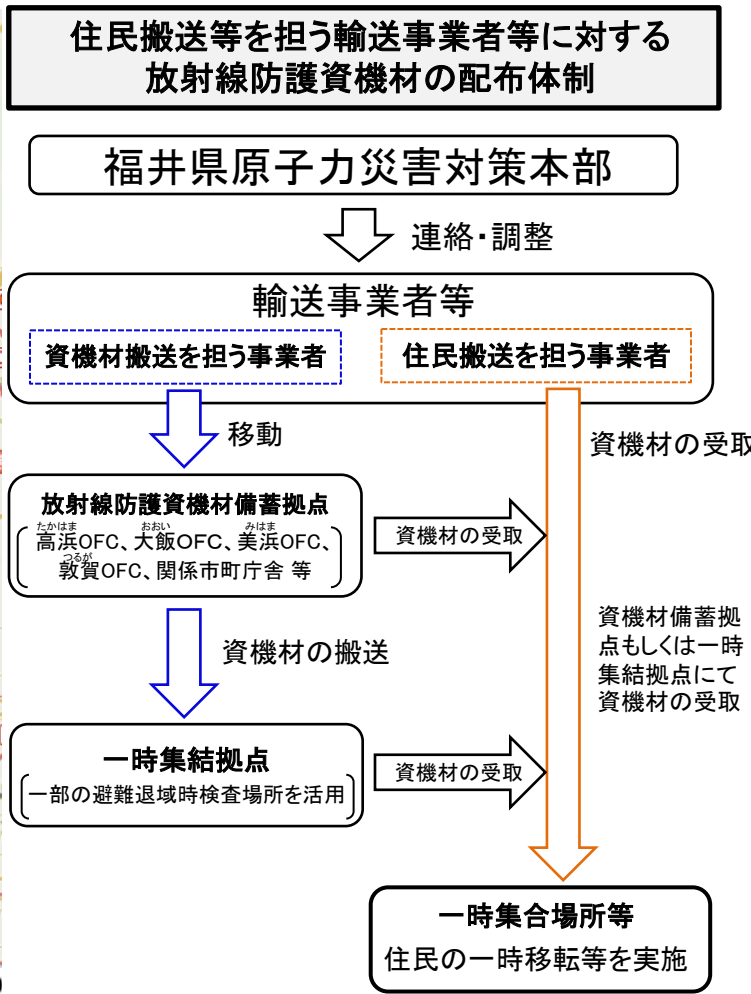 住民搬送等を担う輸送事業者等に対する
放射線防護資機材の配布体制
福井県原子力災害対策本部
連絡・調整
輸送事業者等
資機材搬送を担う事業者
住民搬送を担う事業者
移動
資機材の受取
放射線防護資機材備蓄拠点
たかはま おおい みはま
高浜OFC、大飯OFC、美浜OFC、
つるが
敦賀OFC、関係市町庁舎 等
資機材の受取
資機材の搬送
資機材備蓄拠
点もしくは一時
集結拠点にて
資機材の受取
一時集結拠点
一部の避難退域時検査場所を活用
資機材の受取
一時集合場所等
住民の一時移転等を実施